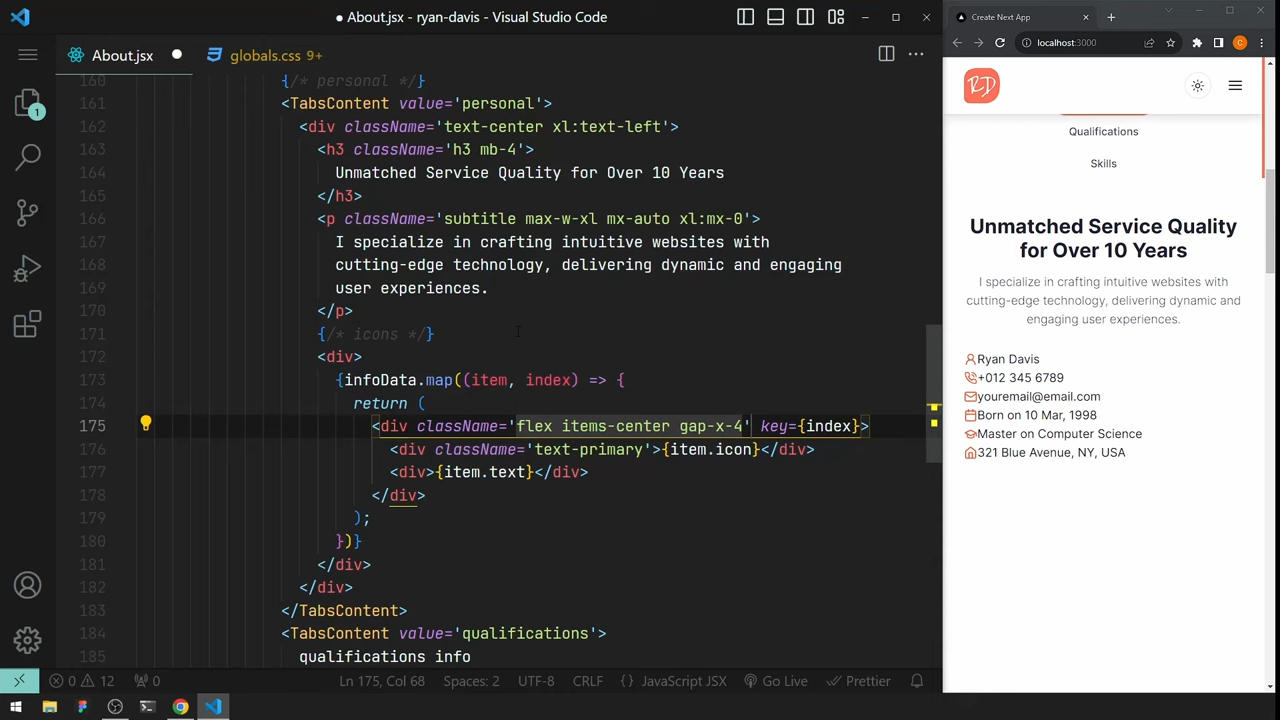 ● About.jsx - ryan-davis - Visual Studio Code
About.jsx ●
globals.css 9+
1
160 {/* personal */}
161 <TabsContent value='personal'>
162 <div className='text-center xl:text-left'>
163 <h3 className='h3 mb-4'>
164 Unmatched Service Quality for Over 10 Years
165 </h3>
166 <p className='subtitle max-w-xl mx-auto xl:mx-0'>
167 I specialize in crafting intuitive websites with
168 cutting-edge technology, delivering dynamic and engaging
169 user experiences.
170 </p>
171 {/* icons */}
172 <div>
173 {infoData.map((item, index) => {
174 return (
175 <div className='flex items-center gap-x-4' key={index}>
176 <div className='text-primary'>{item.icon}</div>
177 <div>{item.text}</div>
178 </div>
179 );
180 })}
181 </div>
182 </div>
183 </TabsContent>
184 <TabsContent value='qualifications'>
185 qualifications info
0 12 0 Ln 175, Col 68 Spaces: 2 UTF-8 CRLF {} JavaScript JSX Go Live Prettier
Create Next App
localhost:3000
C
RD
Qualifications
Skills
Unmatched Service Quality
for Over 10 Years
I specialize in crafting intuitive websites with
cutting-edge technology, delivering dynamic and
engaging user experiences.
Ryan Davis
+012 345 6789
youremail@email.com
Born on 10 Mar, 1998
Master on Computer Science
321 Blue Avenue, NY, USA